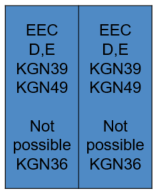 EEC
D,E
KGN39
KGN49
Not
possible
KGN36
EEC
D,E
KGN39
KGN49
Not
possible
KGN36